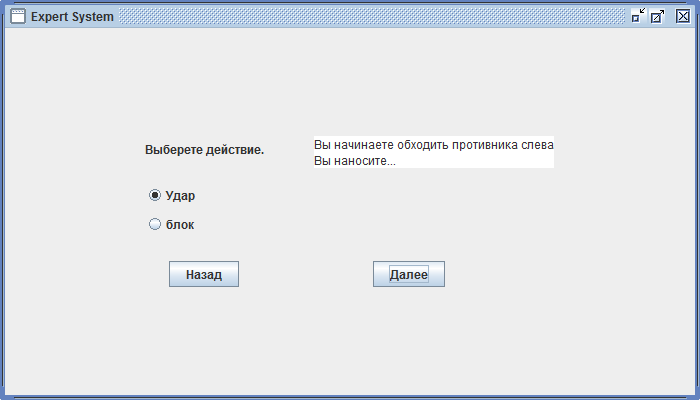 Expert System
Выберете действие.
Вы начинаете обходить противника слева
Вы наносите...
Удар
блок
Назад
Далее